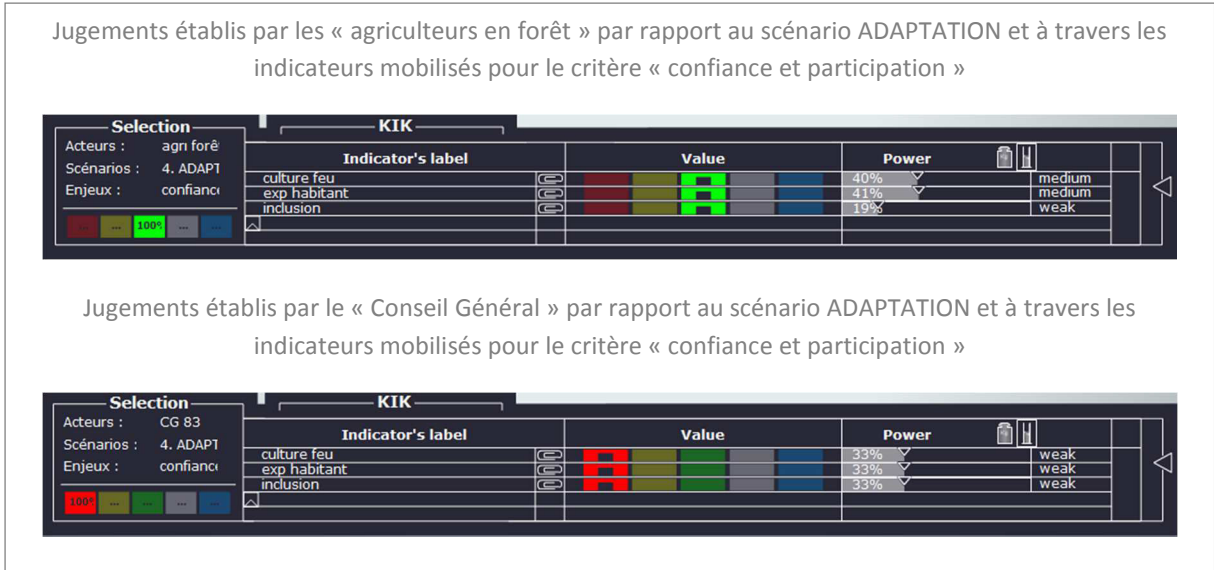 Jugements établis par les « agriculteurs en forêt » par rapport au scénario ADAPTATION et à travers les
indicateurs mobilisés pour le critère « confiance et participation »
Selection
KIK
Acteurs : agri forê
Scénarios : 4. ADAPT
Enjeux : confianc
100%
Indicator's label Value Power
culture feu 40% medium
exp habitant 41% medium
inclusion 19% weak
Jugements établis par le « Conseil Général » par rapport au scénario ADAPTATION et à travers les
indicateurs mobilisés pour le critère « confiance et participation »
Selection
KIK
Acteurs : CG 83
Scénarios : 4. ADAPT
Enjeux : confianc
100%
Indicator's label Value Power
culture feu 33% weak
exp habitant 33% weak
inclusion 33% weak